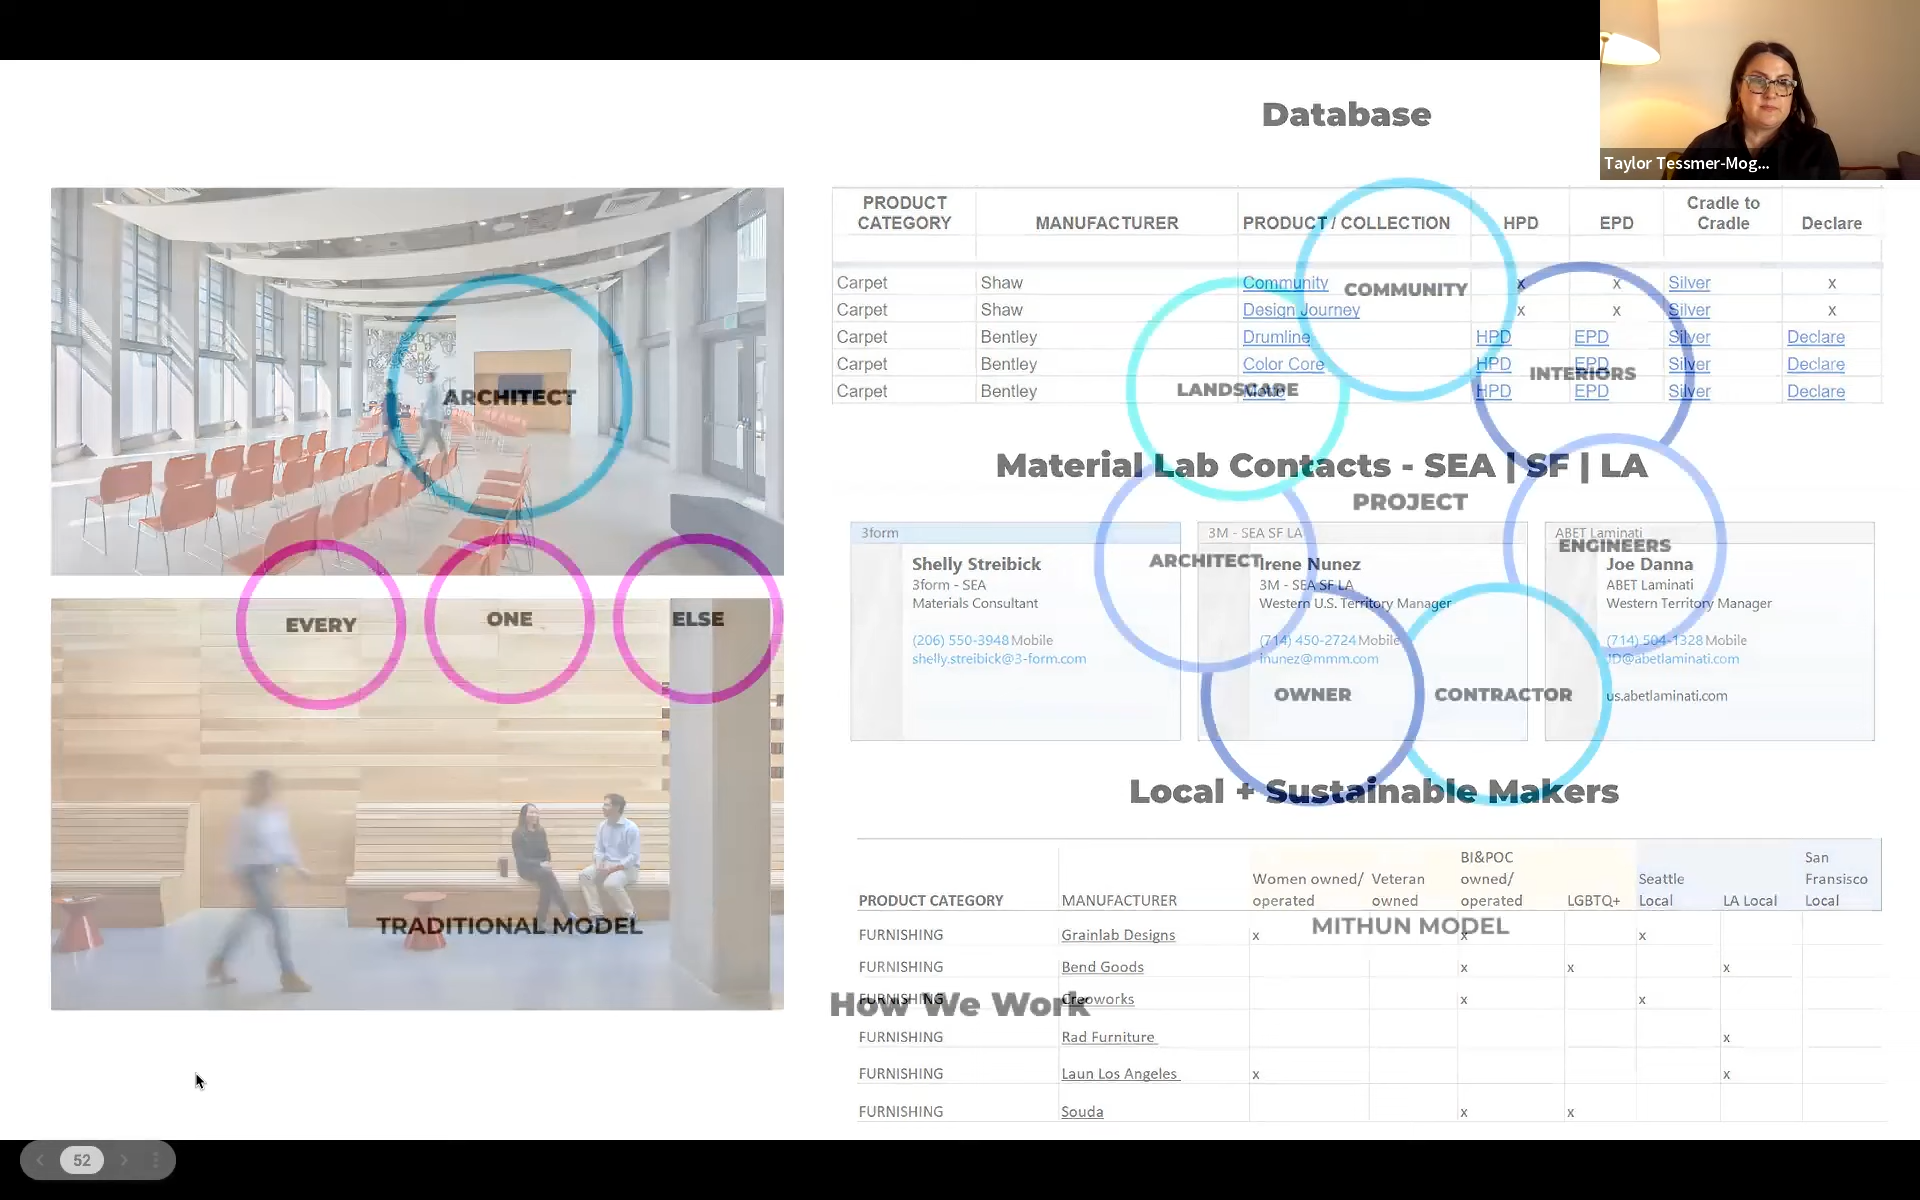 Database
Taylor Tessmer-Mog...
PRODUCT CATEGORY MANUFACTURER PRODUCT / COLLECTION HPD EPD Cradle to Cradle Declare
Carpet Shaw Community x x Silver x
Carpet Shaw Design Journey x x Silver x
Carpet Bentley Drumline HPD EPD Silver Declare
Carpet Bentley Color Core HPD EPD Silver Declare
Carpet Bentley HPD EPD Silver Declare
COMMUNITY
LANDSCAPE
INTERIORS
ARCHITECT
EVERY
ONE
ELSE
TRADITIONAL MODEL
Material Lab Contacts - SEA | SF | LA
PROJECT
ARCHITECT
ENGINEERS
OWNER
CONTRACTOR
3form
Shelly Streibick
3form - SEA
Materials Consultant
(206) 550-3948 Mobile
shelly.streibick@3-form.com
3M - SEA SF LA
Irene Nunez
3M - SEA SF LA
Western U.S. Territory Manager
(714) 450-2724 Mobile
inunez@mmm.com
ABET Laminati
Joe Danna
ABET Laminati
Western Territory Manager
(714) 504-1328 Mobile
JD@abetlaminati.com
us.abetlaminati.com
Local + Sustainable Makers
PRODUCT CATEGORY MANUFACTURER Women owned/ operated Veteran owned BI&POC owned/ operated LGBTQ+ Seattle Local LA Local San Fransisco Local
MITHUN MODEL
FURNISHING Grainlab Designs x x x
FURNISHING Bend Goods x x x
FURNISHING Creoworks x x
How We Work
FURNISHING Rad Furniture x
FURNISHING Laun Los Angeles x x
FURNISHING Souda x x
52